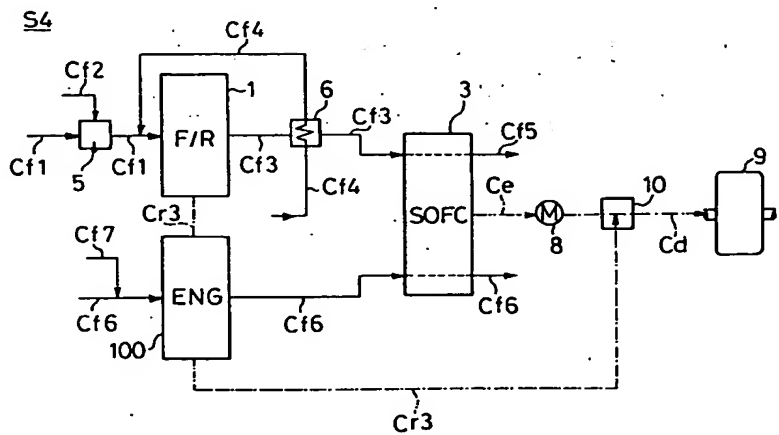 S4
Cf4
Cf2
1
6
Cf3
3
F/R
Cf5
9
Cf1
5
Cf1
Cf3
Cf4
Ce
10
SOFC
M
8
Cd
Cr3
Cf7
ENG
Cf6
Cf6
Cf6
100
Cr3